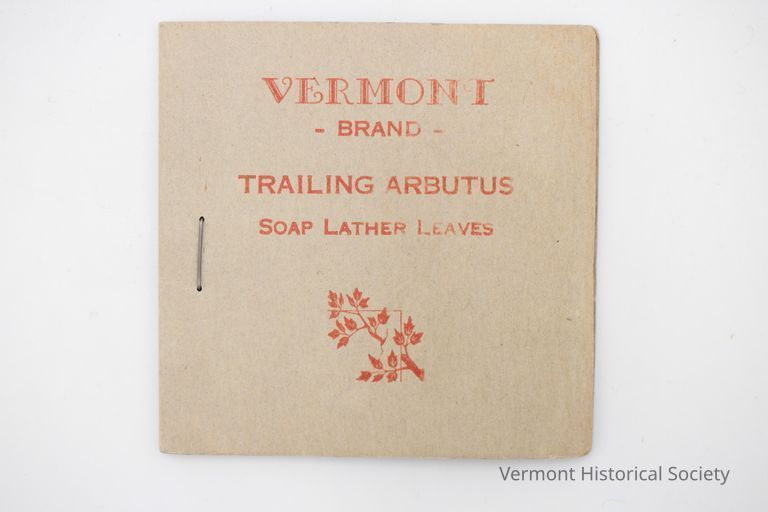 VERMONT
- BRAND -
TRAILING ARBUTUS
SOAP LATHER LEAVES
Vermont Historical Society